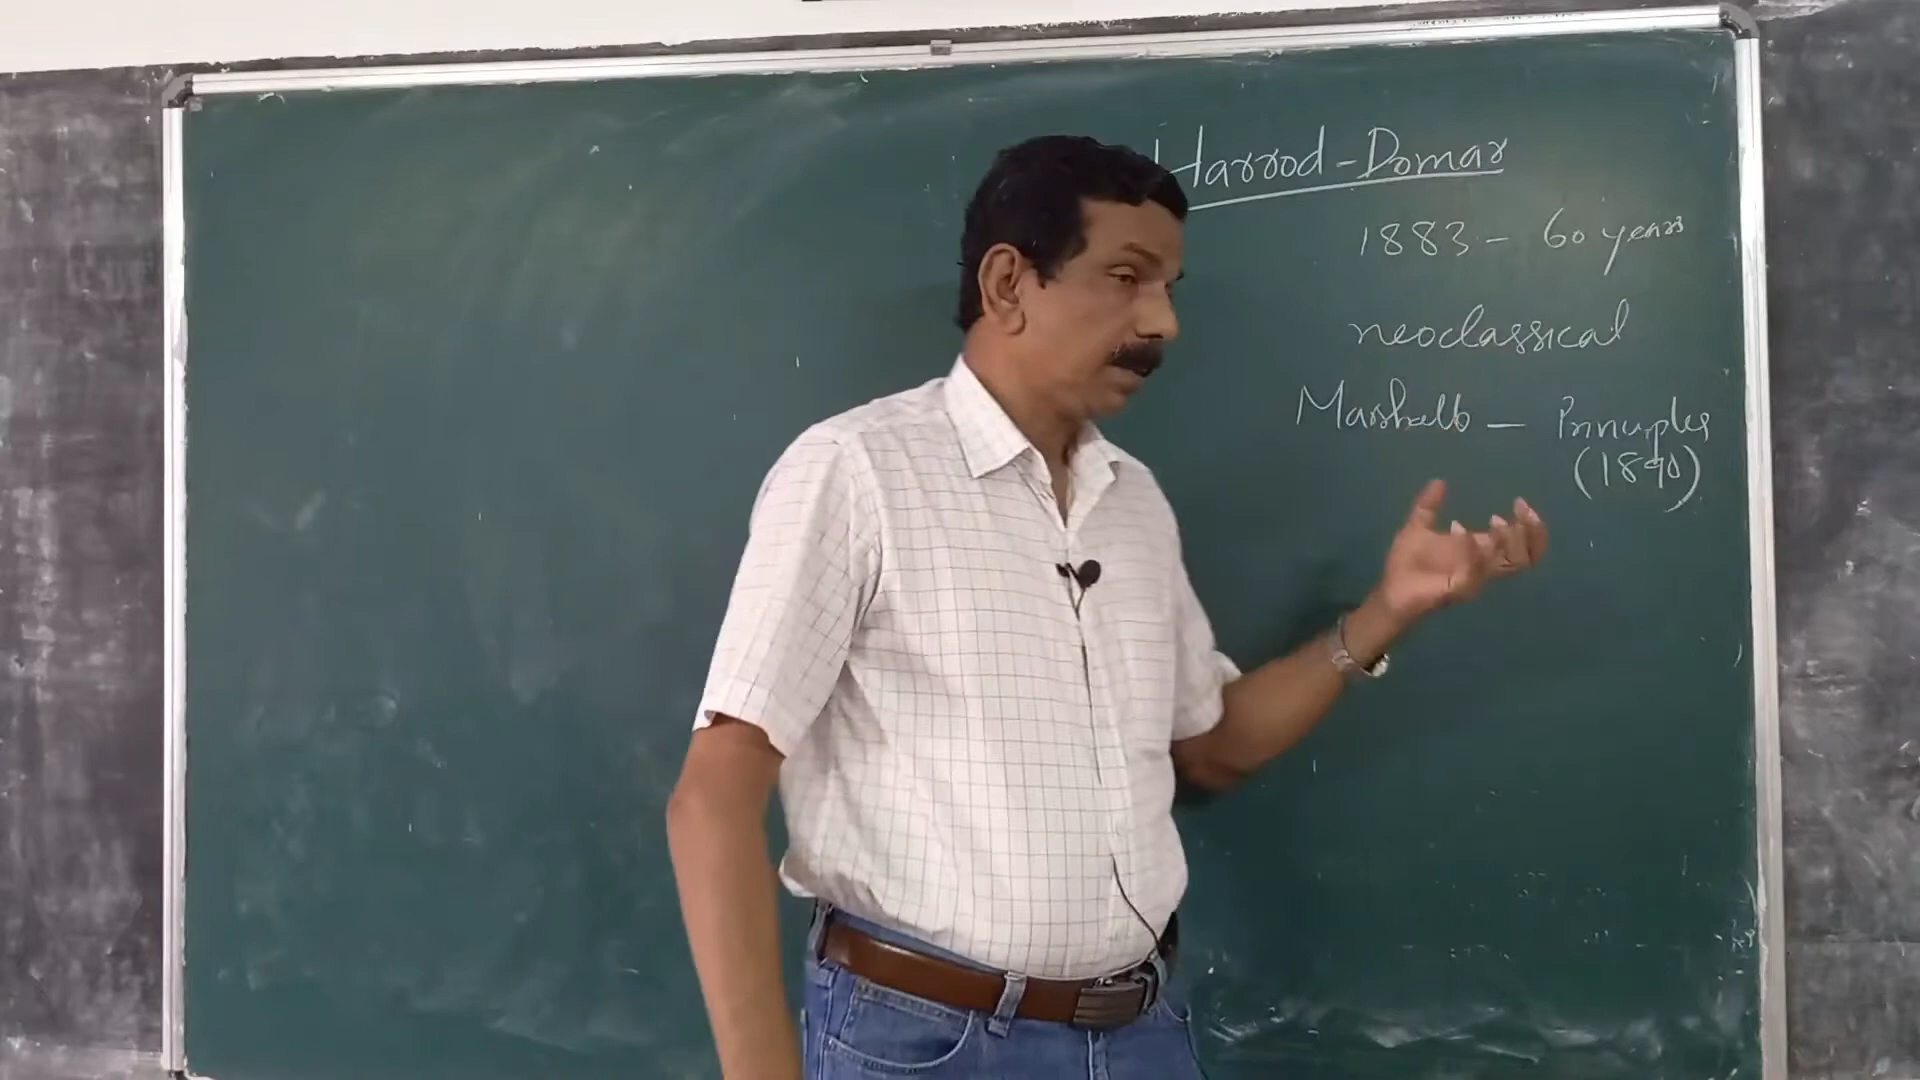 Harrod-Domar
1883 - 60 years
neoclassical
Marshall — Principles
(1890)